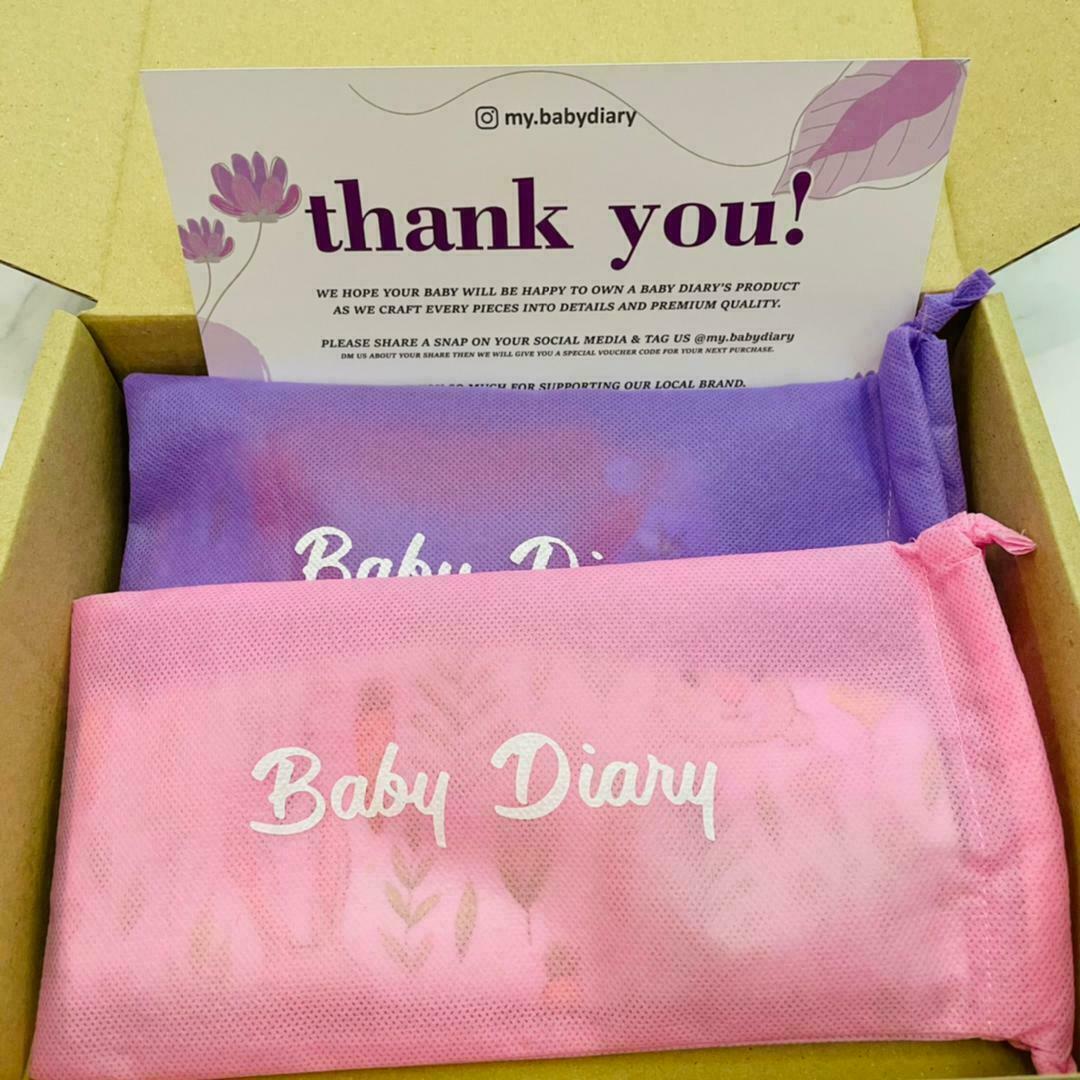 my.babydiary
thank you!
WE HOPE YOUR BABY WILL BE HAPPY TO OWN A BABY DIARY'S PRODUCT
AS WE CRAFT EVERY PIECES INTO DETAILS AND PREMIUM QUALITY.
PLEASE SHARE A SNAP ON YOUR SOCIAL MEDIA & TAG US @my.babydiary
DM US ABOUT YOUR SHARE THEN WE WILL GIVE YOU A SPECIAL VOUCHER CODE FOR YOUR NEXT PURCHASE.
SO MUCH FOR SUPPORTING OUR LOCAL BRAND.
Baby Di
Baby Diary